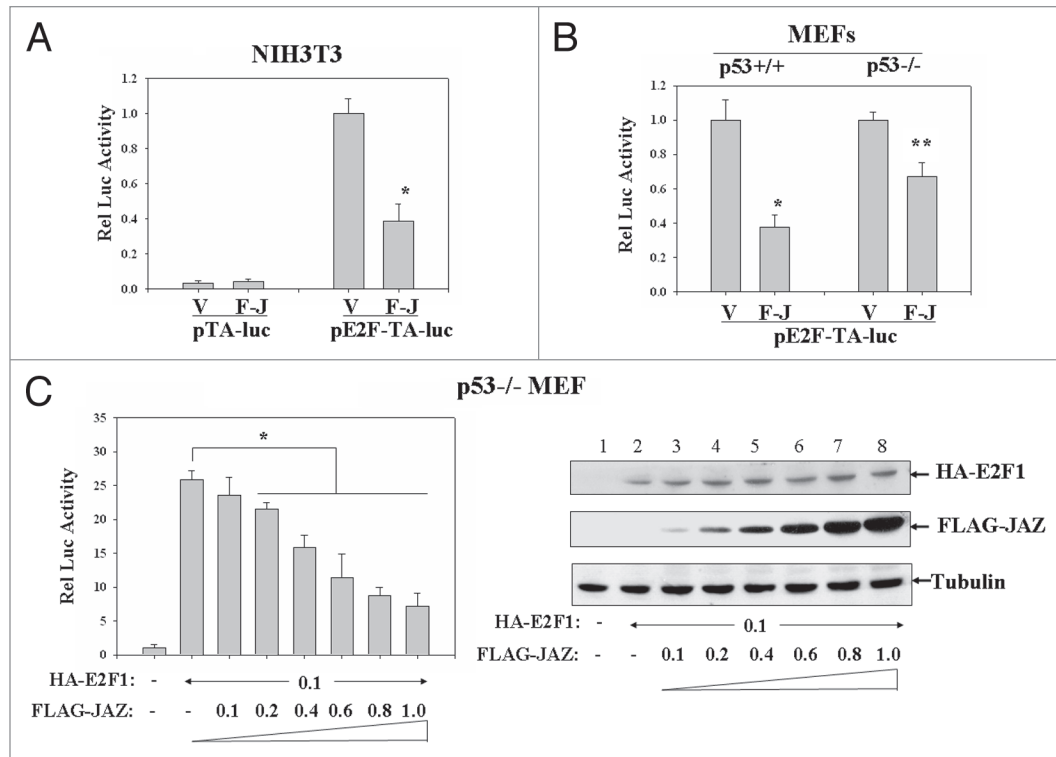 A
NIH3T3
Rel Luc Activity
1.2
1.0
0.8
0.6
0.4
0.2
0.0
*
V F-J V F-J
pTA-luc pE2F-TA-luc
B
MEFs
p53+/+ p53-/-
Rel Luc Activity
1.2
1.0
0.8
0.6
0.4
0.2
0.0
* **
V F-J V F-J
pE2F-TA-luc
C
p53-/- MEF
Rel Luc Activity
35
30
25
20
15
10
5
0
*
HA-E2F1: - 0.1
FLAG-JAZ: - - 0.1 0.2 0.4 0.6 0.8 1.0
1 2 3 4 5 6 7 8
HA-E2F1
FLAG-JAZ
Tubulin
HA-E2F1: - 0.1
FLAG-JAZ: - - 0.1 0.2 0.4 0.6 0.8 1.0